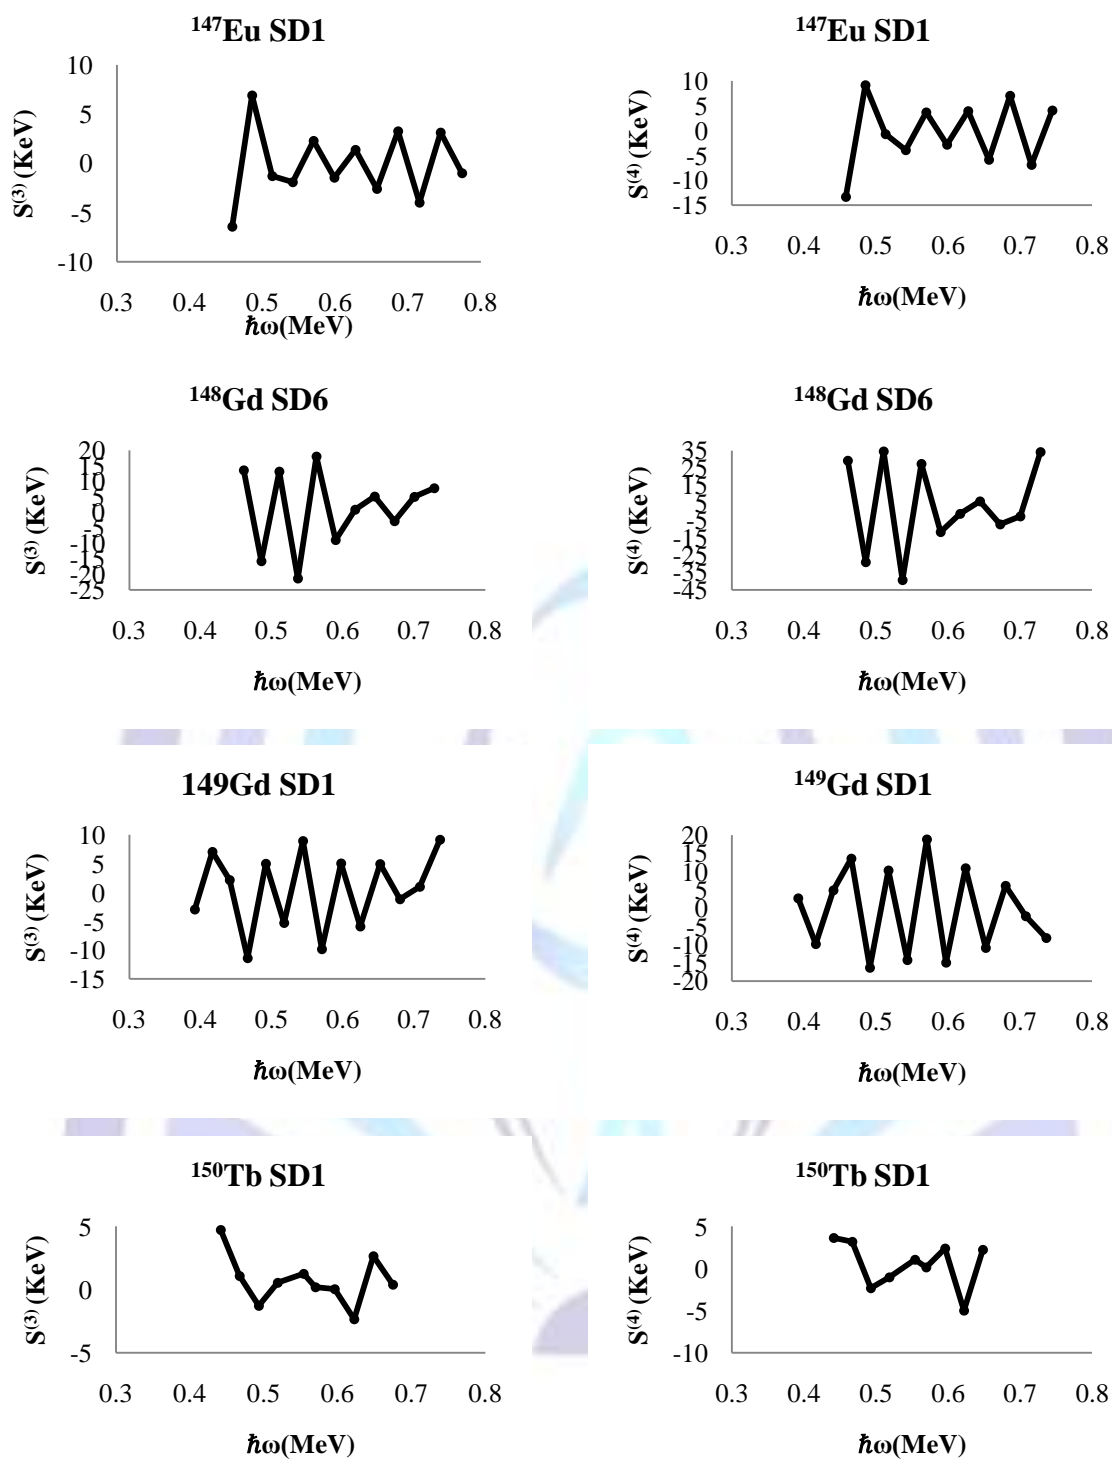 ¹⁴⁷Eu SD1
S⁽³⁾ (KeV)
10
5
0
-5
-10
0.3 0.4 0.5 0.6 0.7 0.8
ħω(MeV)
¹⁴⁷Eu SD1
S⁽⁴⁾ (KeV)
10
5
0
-5
-10
-15
0.3 0.4 0.5 0.6 0.7 0.8
ħω(MeV)
¹⁴⁸Gd SD6
S⁽³⁾ (KeV)
20
15
10
5
0
-5
-10
-15
-20
-25
0.3 0.4 0.5 0.6 0.7 0.8
ħω(MeV)
¹⁴⁸Gd SD6
S⁽⁴⁾ (KeV)
35
25
15
5
-5
-15
-25
-35
-45
0.3 0.4 0.5 0.6 0.7 0.8
ħω(MeV)
149Gd SD1
S⁽³⁾ (KeV)
10
5
0
-5
-10
-15
0.3 0.4 0.5 0.6 0.7 0.8
ħω(MeV)
¹⁴⁹Gd SD1
S⁽⁴⁾ (KeV)
20
15
10
5
0
-5
-10
-15
-20
0.3 0.4 0.5 0.6 0.7 0.8
ħω(MeV)
¹⁵⁰Tb SD1
S⁽³⁾ (KeV)
5
0
-5
0.3 0.4 0.5 0.6 0.7 0.8
ħω(MeV)
¹⁵⁰Tb SD1
S⁽⁴⁾ (KeV)
5
0
-5
-10
0.3 0.4 0.5 0.6 0.7 0.8
ħω(MeV)